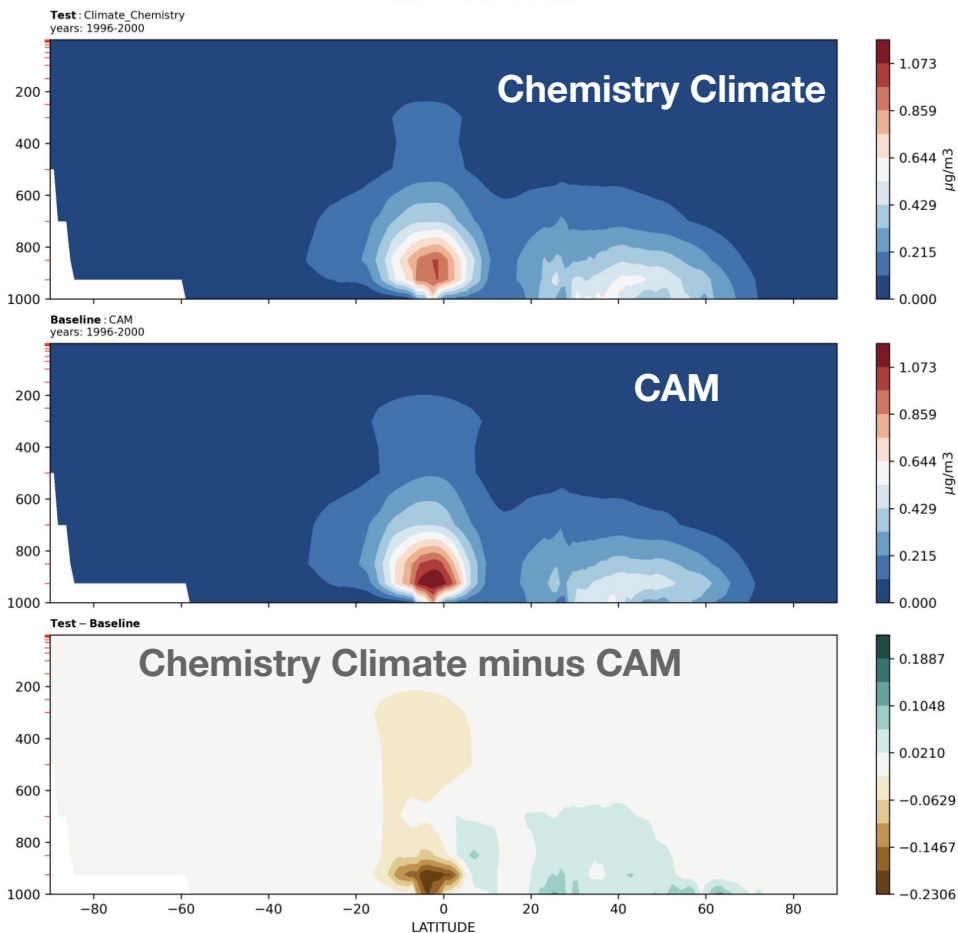 Test : Climate_Chemistry
years: 1996-2000
Chemistry Climate
200
400
600
800
1000
1.073
0.859
0.644
0.429
0.215
0.000
μg/m3
Baseline : CAM
years: 1996-2000
CAM
200
400
600
800
1000
1.073
0.859
0.644
0.429
0.215
0.000
μg/m3
Test − Baseline
Chemistry Climate minus CAM
200
400
600
800
1000
0.1887
0.1048
0.0210
−0.0629
−0.1467
−0.2306
−80 −60 −40 −20 0 20 40 60 80
LATITUDE